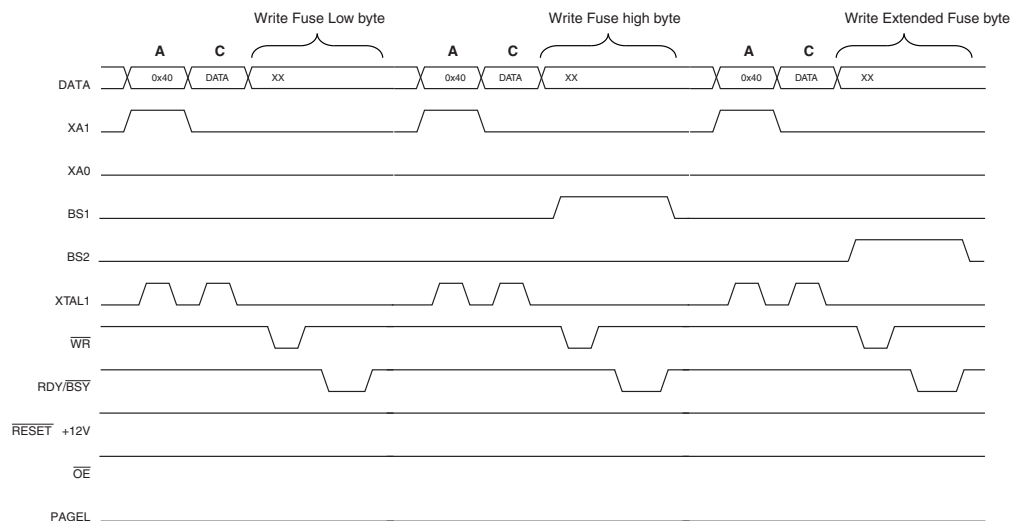 Write Fuse Low byte Write Fuse high byte Write Extended Fuse byte
A C A C A C
DATA 0x40 DATA XX 0x40 DATA XX 0x40 DATA XX
XA1
XA0
BS1
BS2
XTAL1
WR
RDY/BSY
RESET +12V
OE
PAGEL